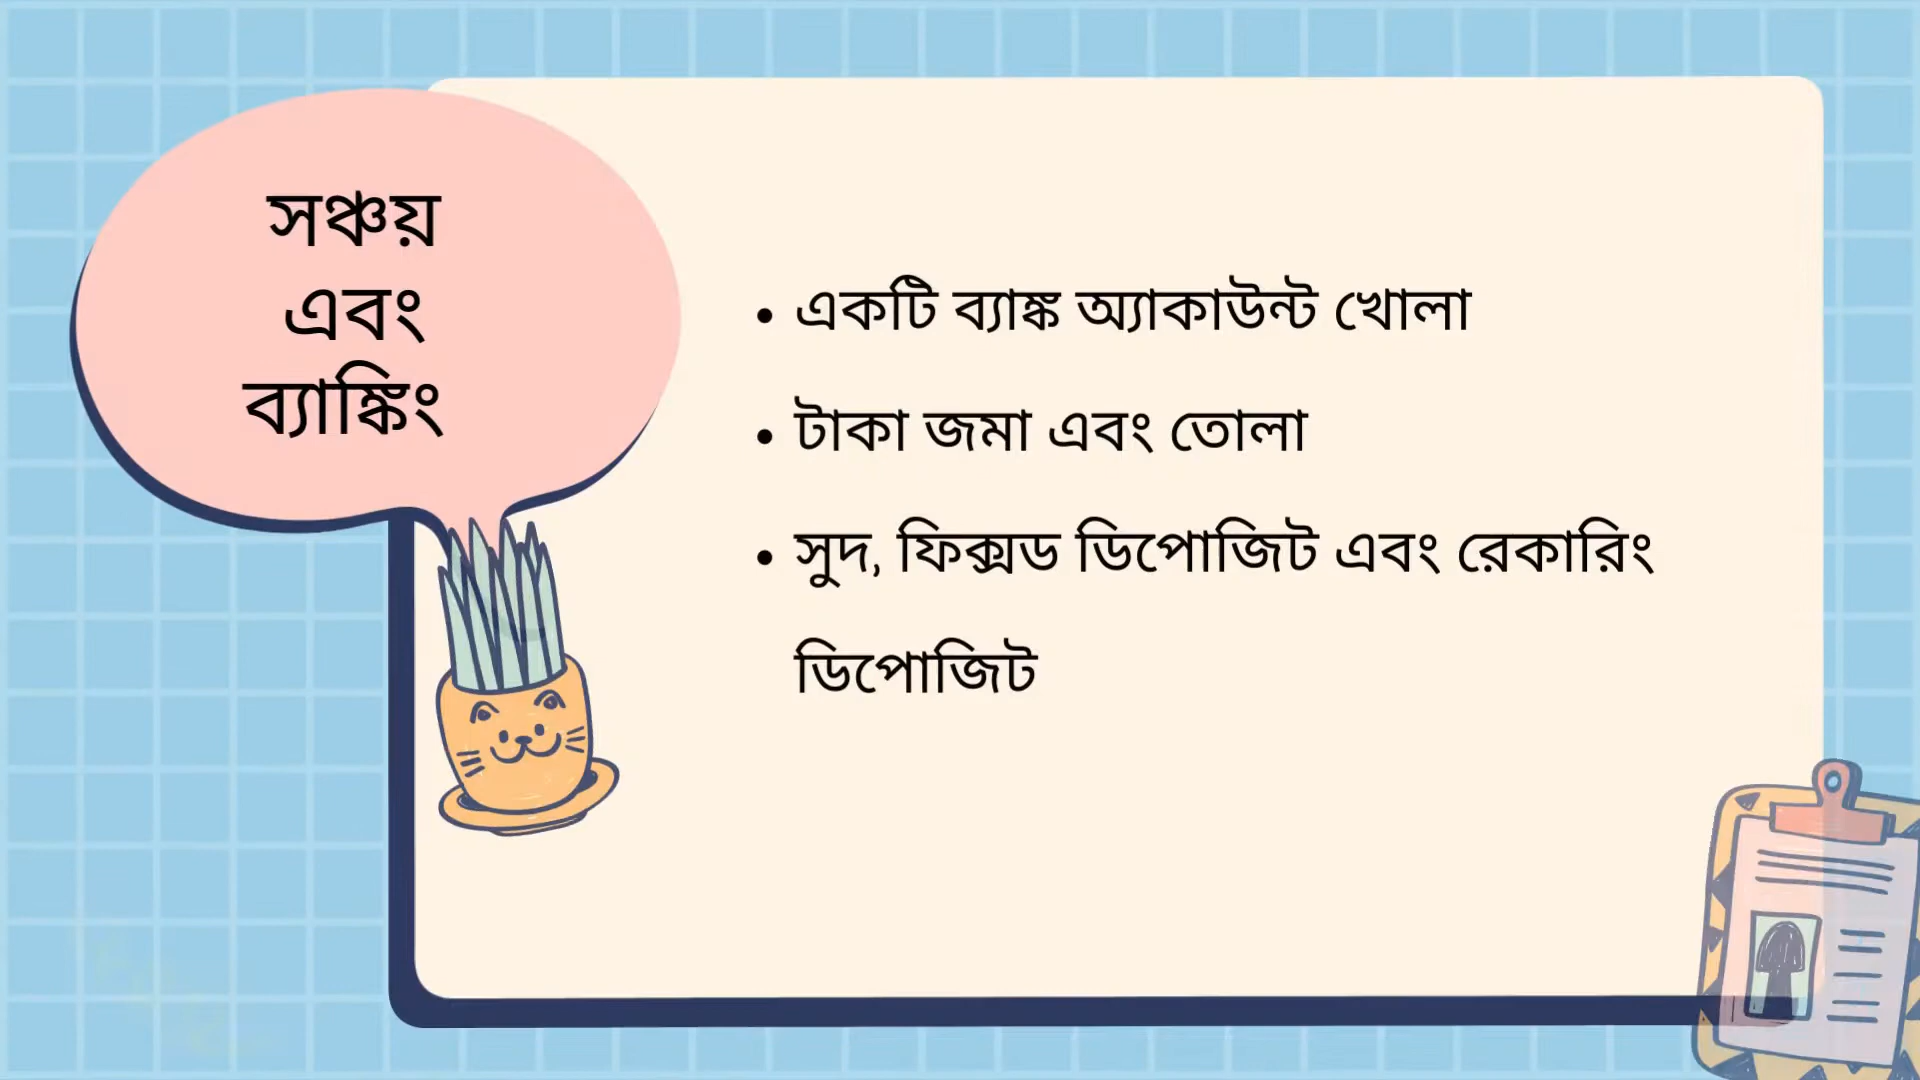 সঞ্চয়
এবং
ব্যাঙ্কিং
• একটি ব্যাঙ্ক অ্যাকাউন্ট খোলা
• টাকা জমা এবং তোলা
• সুদ, ফিক্সড ডিপোজিট এবং রেকারিং
ডিপোজিট